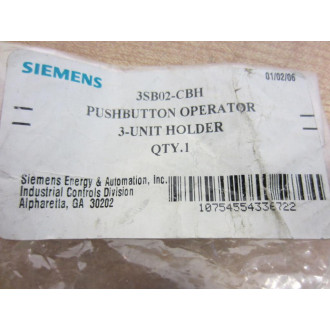 SIEMENS
01/02/06
3SB02-CBH
PUSHBUTTON OPERATOR
3-UNIT HOLDER
QTY.1
Siemens Energy & Automation, Inc.
Industrial Controls Division
Alpharetta, GA 30202